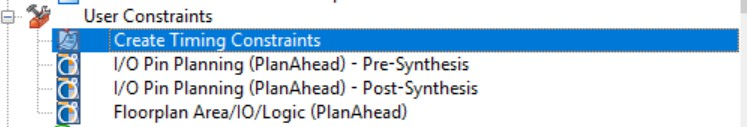 User Constraints
Create Timing Constraints
I/O Pin Planning (PlanAhead) - Pre-Synthesis
I/O Pin Planning (PlanAhead) - Post-Synthesis
Floorplan Area/IO/Logic (PlanAhead)